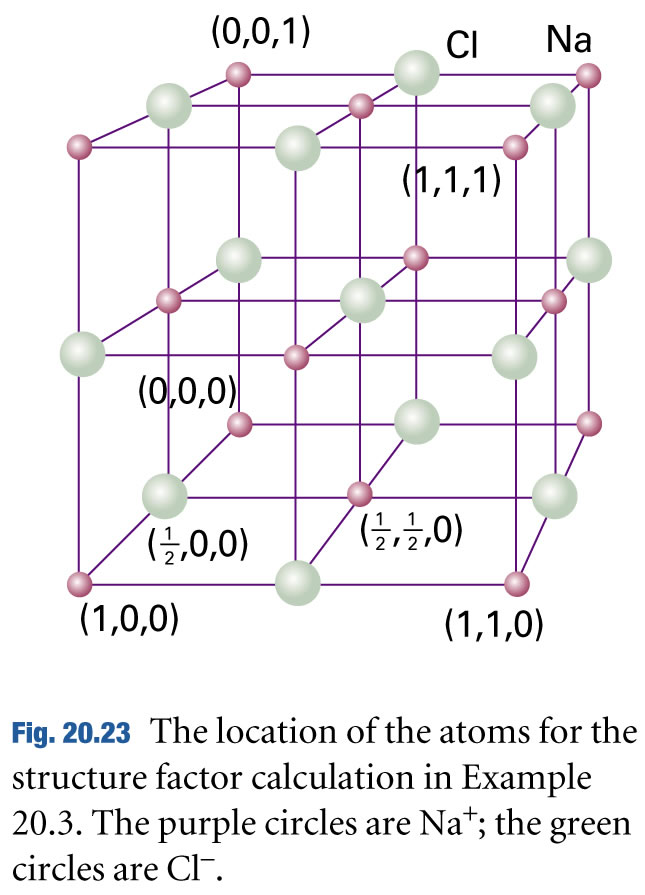 (0,0,1)
Cl
Na
(1,1,1)
(0,0,0)
(½,0,0)
(½,½,0)
(1,0,0)
(1,1,0)
Fig. 20.23 The location of the atoms for the
structure factor calculation in Example
20.3. The purple circles are Na⁺; the green
circles are Cl⁻.